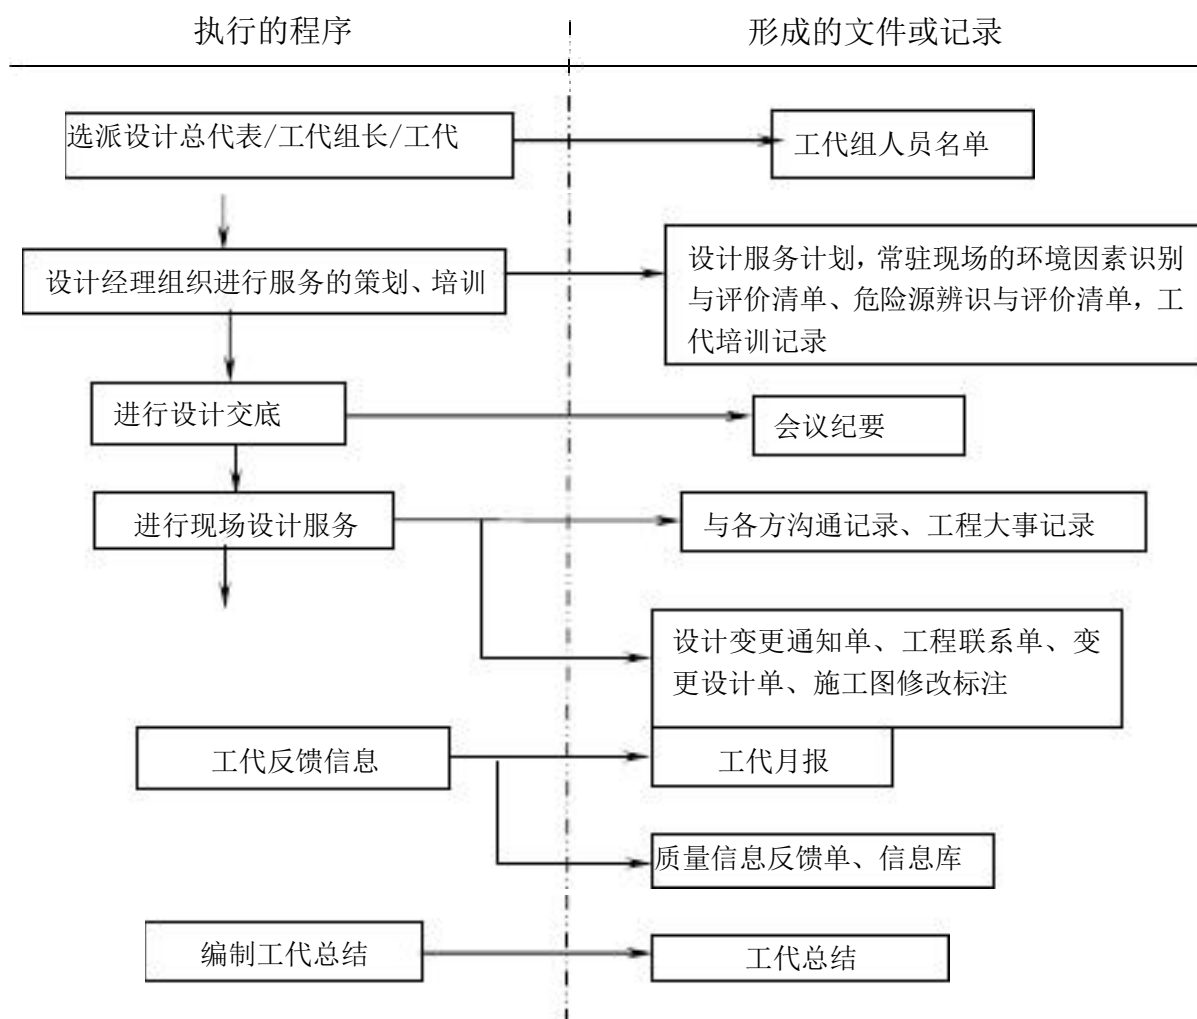 执行的程序
形成的文件或记录
选派设计总代表/工代组长/工代
工代组人员名单
设计经理组织进行服务的策划、培训
设计服务计划，常驻现场的环境因素识别
与评价清单、危险源辨识与评价清单，工
代培训记录
进行设计交底
会议纪要
进行现场设计服务
与各方沟通记录、工程大事记录
设计变更通知单、工程联系单、变
更设计单、施工图修改标注
工代反馈信息
工代月报
质量信息反馈单、信息库
编制工代总结
工代总结